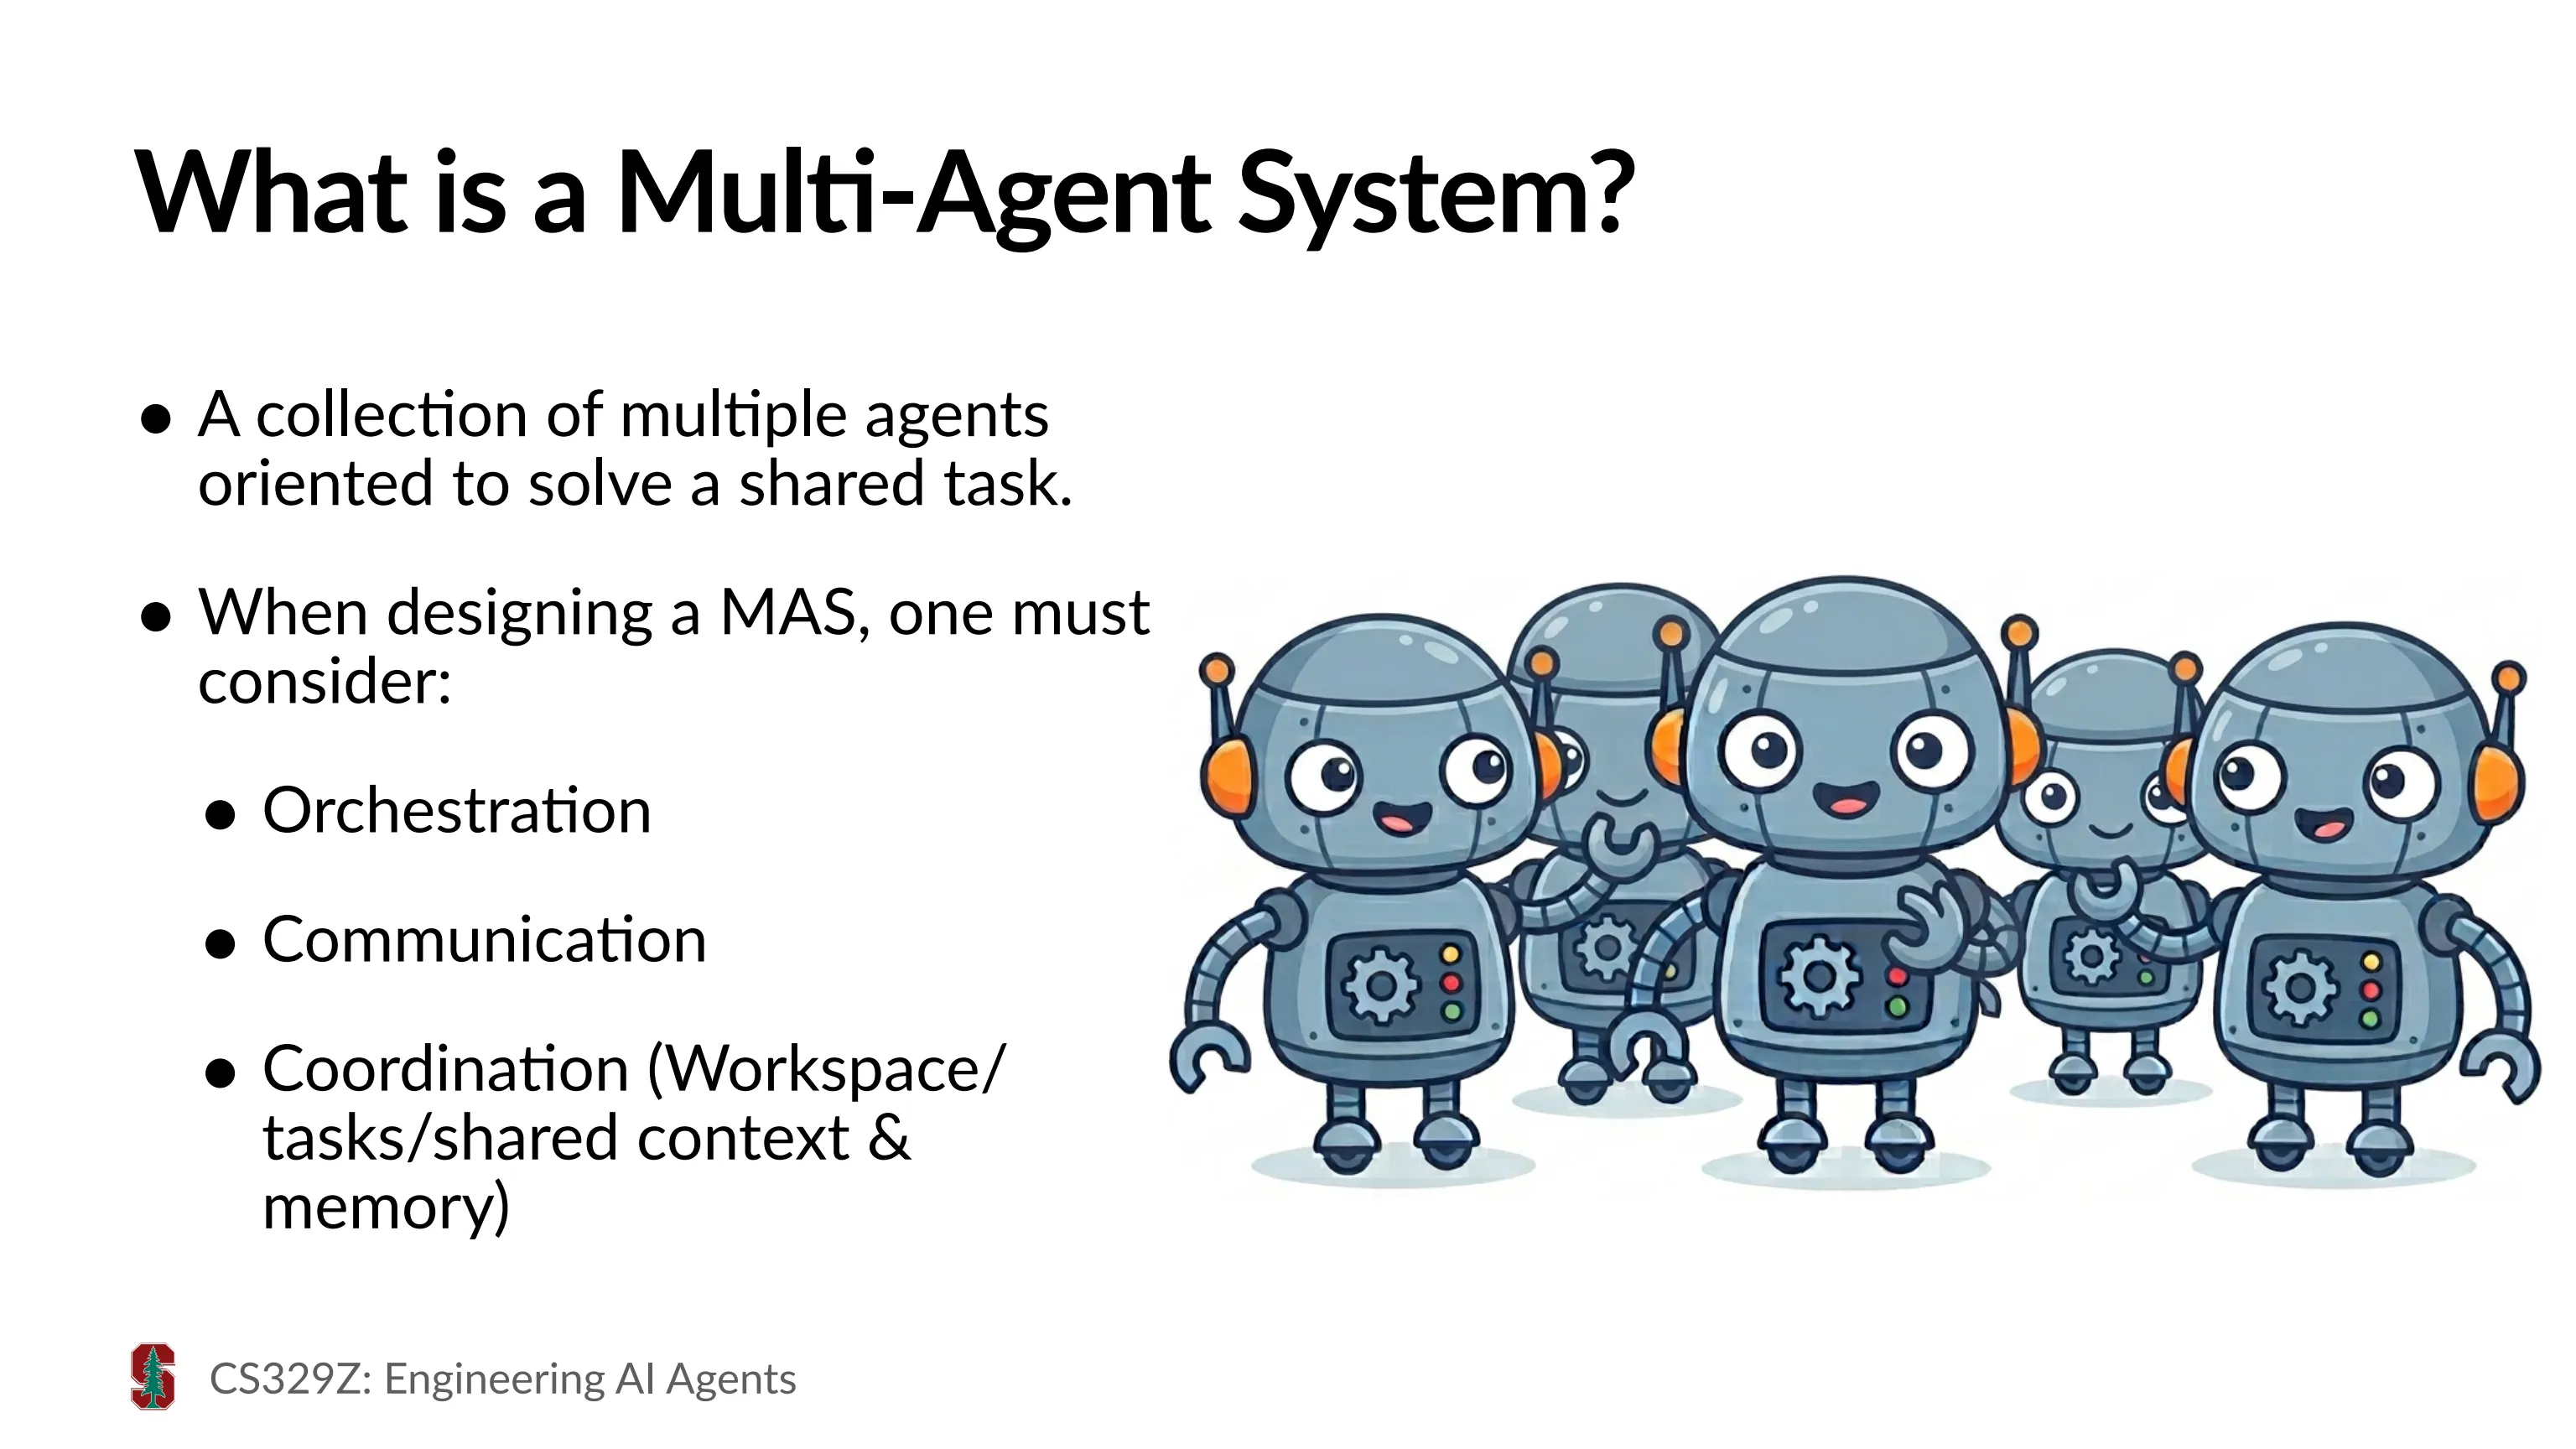 What is a Multi-Agent System?
● A collection of multiple agents
oriented to solve a shared task.
● When designing a MAS, one must
consider:
● Orchestration
● Communication
● Coordination (Workspace/
tasks/shared context &
memory)
CS329Z: Engineering AI Agents